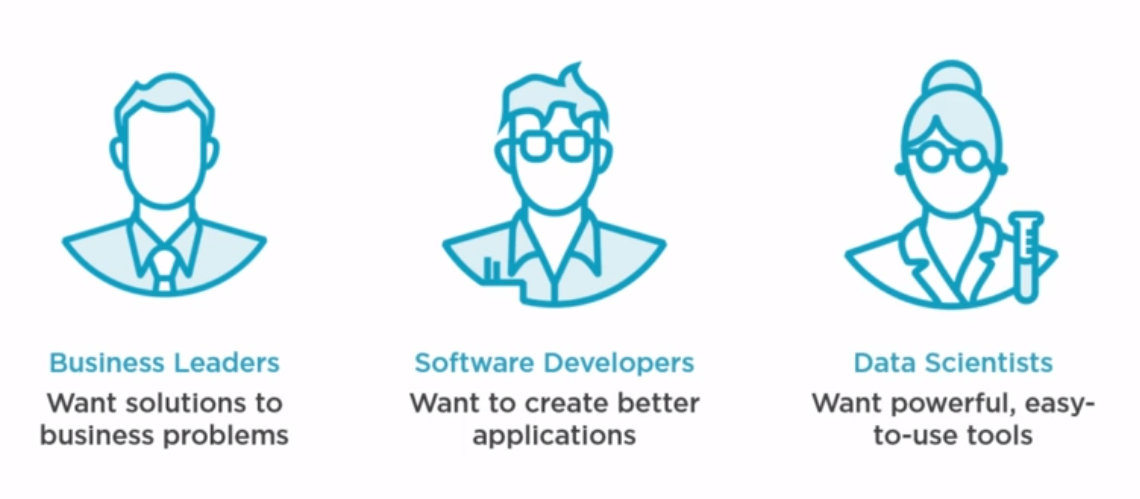 Business Leaders
Want solutions to
business problems
Software Developers
Want to create better
applications
Data Scientists
Want powerful, easy-
to-use tools